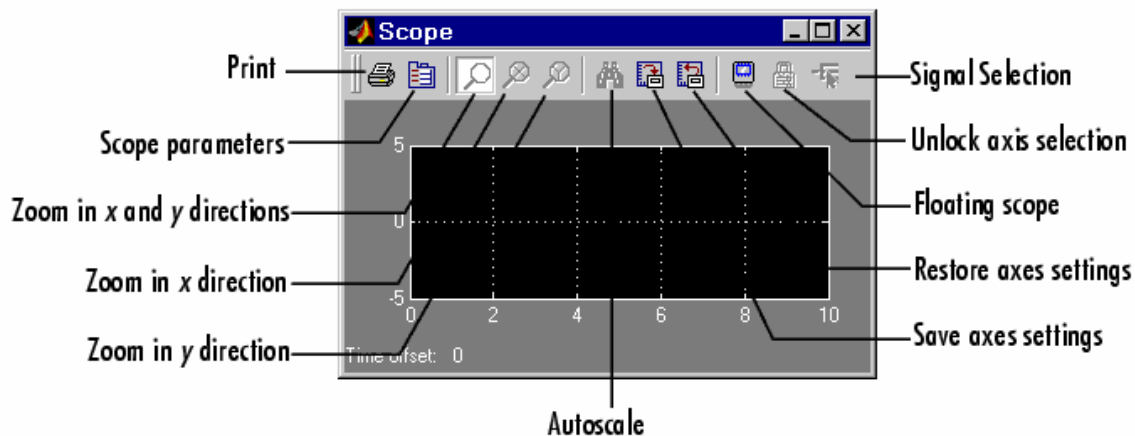 Scope
Print
Signal Selection
Scope parameters
Unlock axis selection
Zoom in x and y directions
Floating scope
Zoom in x direction
Restore axes settings
Zoom in y direction
Save axes settings
Autoscale
5
0
-5
0 2 4 6 8 10
Time offset: 0